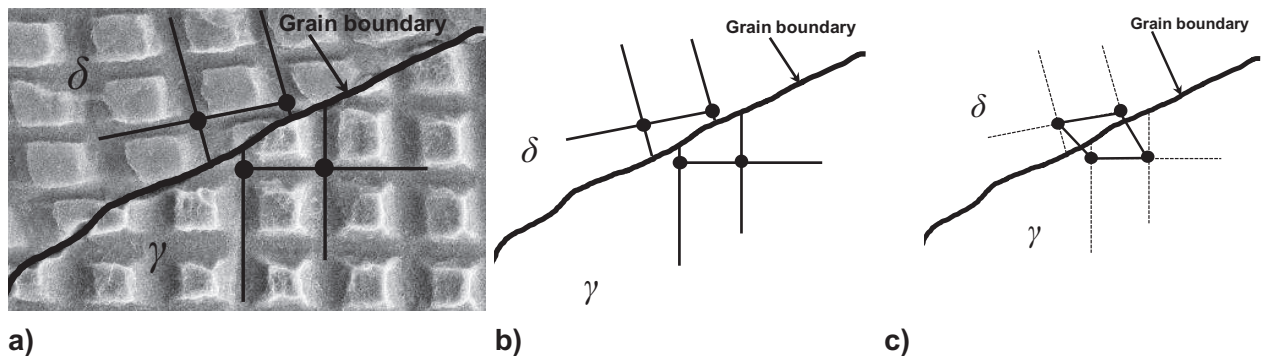 Grain boundary
δ
γ
a)
Grain boundary
δ
γ
b)
Grain boundary
δ
γ
c)